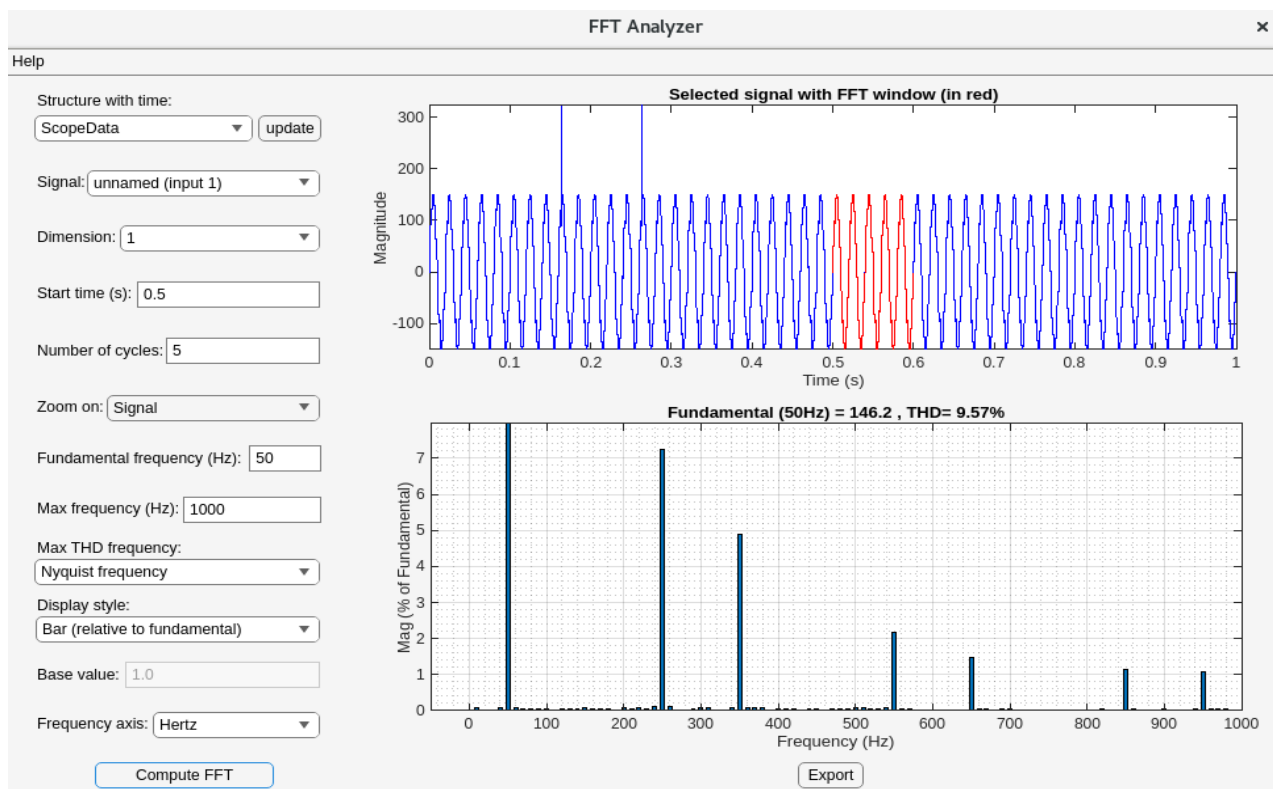 FFT Analyzer ×
Help
Structure with time:
ScopeData update
Signal: unnamed (input 1)
Dimension: 1
Start time (s): 0.5
Number of cycles: 5
Zoom on: Signal
Fundamental frequency (Hz): 50
Max frequency (Hz): 1000
Max THD frequency:
Nyquist frequency
Display style:
Bar (relative to fundamental)
Base value: 1.0
Frequency axis: Hertz
Compute FFT
Selected signal with FFT window (in red)
300
200
100
0
-100
Magnitude
0 0.1 0.2 0.3 0.4 0.5 0.6 0.7 0.8 0.9 1
Time (s)
Fundamental (50Hz) = 146.2 , THD= 9.57%
7
6
5
4
3
2
1
0
Mag (% of Fundamental)
0 100 200 300 400 500 600 700 800 900 1000
Frequency (Hz)
Export